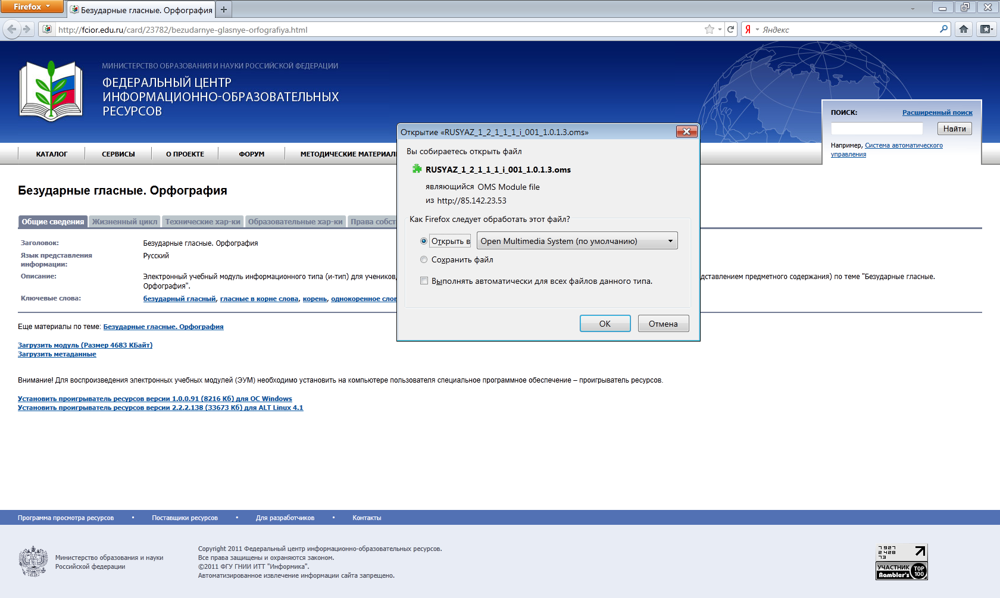 Firefox
Безударные гласные. Орфография
http://fcior.edu.ru/card/23782/bezudarnye-glasnye-orfografiya.html
Яндекс
МИНИСТЕРСТВО ОБРАЗОВАНИЯ И НАУКИ РОССИЙСКОЙ ФЕДЕРАЦИИ
ФЕДЕРАЛЬНЫЙ ЦЕНТР
ИНФОРМАЦИОННО-ОБРАЗОВАТЕЛЬНЫХ
РЕСУРСОВ
ПОИСК: Расширенный поиск
Найти
Например, Система автоматического
управления
КАТАЛОГ СЕРВИСЫ О ПРОЕКТЕ ФОРУМ МЕТОДИЧЕСКИЕ МАТЕРИАЛ
Открытие «RUSYAZ_1_2_1_1_1_i_001_1.0.1.3.oms»
Вы собираетесь открыть файл
RUSYAZ_1_2_1_1_1_i_001_1.0.1.3.oms
являющийся OMS Module file
из http://85.142.23.53
Как Firefox следует обработать этот файл?
Открыть в Open Multimedia System (по умолчанию)
Сохранить файл
Выполнять автоматически для всех файлов данного типа.
ОК Отмена
Безударные гласные. Орфография
Общие сведения Жизненный цикл Технические хар-ки Образовательные хар-ки Права собст
Заголовок: Безударные гласные. Орфография
Язык представления Русский
информации:
Описание: Электронный учебный модуль информационного типа (и-тип) для учеников, дставлением предметного содержания) по теме "Безударные гласные.
Орфография".
Ключевые слова: безударный гласный, гласные в корне слова, корень, однокоренное слов
Еще материалы по теме: Безударные гласные. Орфография
Загрузить модуль (Размер 4683 КБайт)
Загрузить метаданные
Внимание! Для воспроизведения электронных учебных модулей (ЭУМ) необходимо установить на компьютере пользователя специальное программное обеспечение – проигрыватель ресурсов.
Установить проигрыватель ресурсов версии 1.0.0.91 (8216 Кб) для ОС Windows
Установить проигрыватель ресурсов версии 2.2.2.138 (33673 Кб) для ALT Linux 4.1
Программа просмотра ресурсов • Поставщики ресурсов • Для разработчиков • Контакты
Министерство образования и науки
Российской федерации
Copyright 2011 Федеральный центр информационно-образовательных ресурсов.
Все права защищены и охраняются законом.
©2011 ФГУ ГНИИ ИТТ "Информика".
Автоматизированное извлечение информации сайта запрещено.
7927
2428
73
УЧАСТНИК
Rambler's
TOP
100